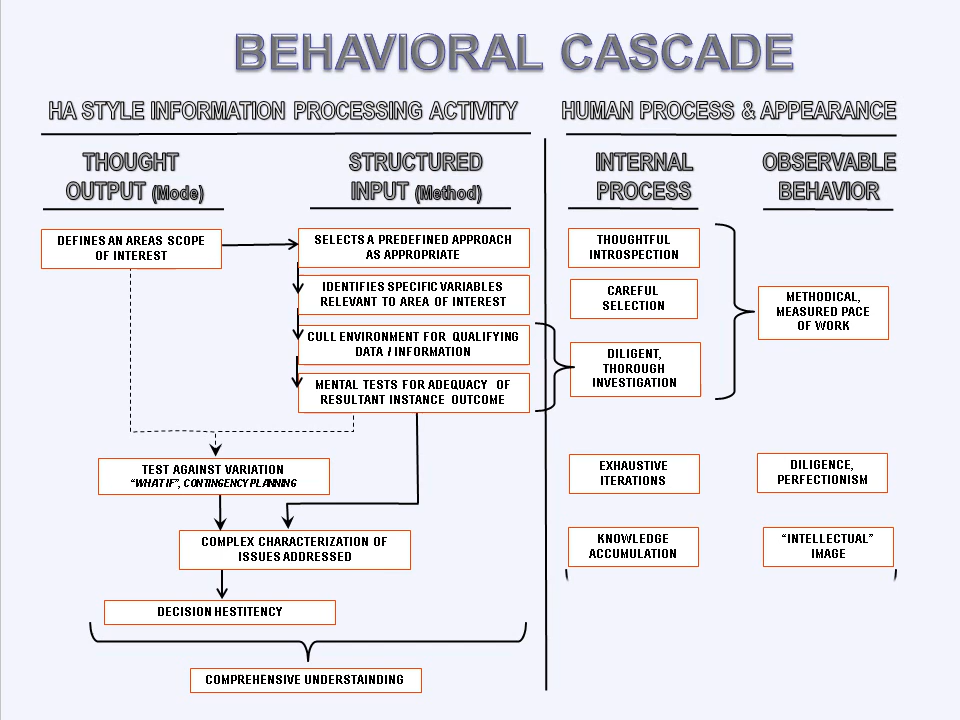 BEHAVIORAL CASCADE
HA STYLE INFORMATION PROCESSING ACTIVITY
HUMAN PROCESS & APPEARANCE
THOUGHT
OUTPUT (Mode)
STRUCTURED
INPUT (Method)
INTERNAL
PROCESS
OBSERVABLE
BEHAVIOR
DEFINES AN AREAS SCOPE
OF INTEREST
SELECTS A PREDEFINED APPROACH
AS APPROPRIATE
THOUGHTFUL
INTROSPECTION
IDENTIFIES SPECIFIC VARIABLES
RELEVANT TO AREA OF INTEREST
CAREFUL
SELECTION
METHODICAL,
MEASURED PACE
OF WORK
CULL ENVIRONMENT FOR QUALIFYING
DATA / INFORMATION
DILIGENT,
THOROUGH
INVESTIGATION
MENTAL TESTS FOR ADEQUACY OF
RESULTANT INSTANCE OUTCOME
TEST AGAINST VARIATION
"WHAT IF", CONTINGENCY PLANNING
EXHAUSTIVE
ITERATIONS
DILIGENCE,
PERFECTIONISM
COMPLEX CHARACTERIZATION OF
ISSUES ADDRESSED
KNOWLEDGE
ACCUMULATION
“INTELLECTUAL”
IMAGE
DECISION HESTITENCY
COMPREHENSIVE UNDERSTAINDING